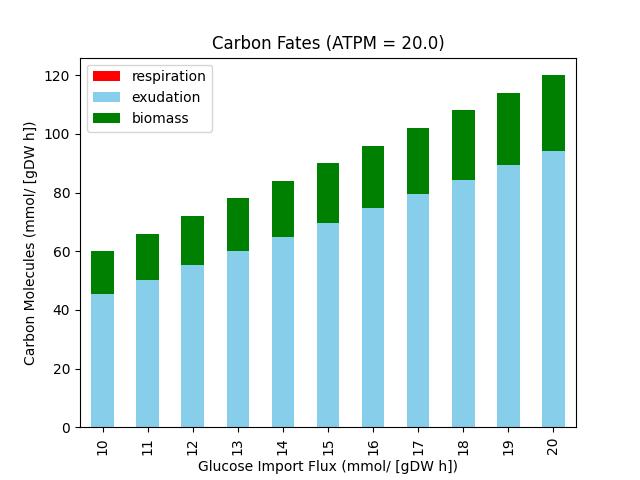 Carbon Fates (ATPM = 20.0)
respiration
exudation
biomass
Carbon Molecules (mmol/ [gDW h])
120
100
80
60
40
20
0
10 11 12 13 14 15 16 17 18 19 20
Glucose Import Flux (mmol/ [gDW h])